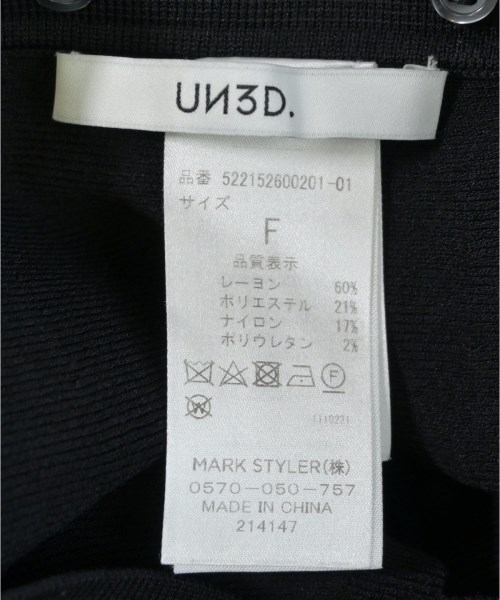 UN3D.
品番 522152600201-01
サイズ
F
品質表示
レーヨン 60%
ポリエステル 21%
ナイロン 17%
ポリウレタン 2%
F
W
1110221
MARK STYLER(株)
0570-050-757
MADE IN CHINA
214147